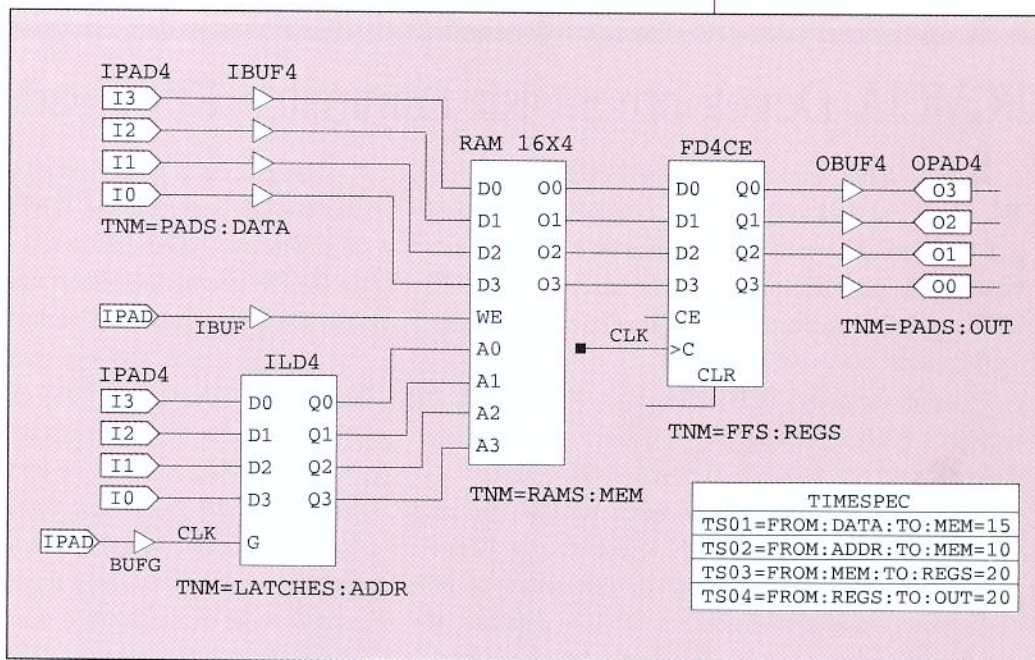 IPAD4 IBUF4
I3
I2
I1
I0
TNM=PADS:DATA
IPAD IBUF
IPAD4
I3
I2
I1
I0
IPAD BUFG CLK
ILD4
D0 Q0
D1 Q1
D2 Q2
D3 Q3
G
TNM=LATCHES:ADDR
RAM 16X4
D0 O0
D1 O1
D2 O2
D3 O3
WE
A0
A1
A2
A3
TNM=RAMS:MEM
FD4CE
D0 Q0
D1 Q1
D2 Q2
D3 Q3
CE
CLK >C
CLR
TNM=FFS:REGS
OBUF4 OPAD4
O3
O2
O1
O0
TNM=PADS:OUT
TIMESPEC
TS01=FROM:DATA:TO:MEM=15
TS02=FROM:ADDR:TO:MEM=10
TS03=FROM:MEM:TO:REGS=20
TS04=FROM:REGS:TO:OUT=20